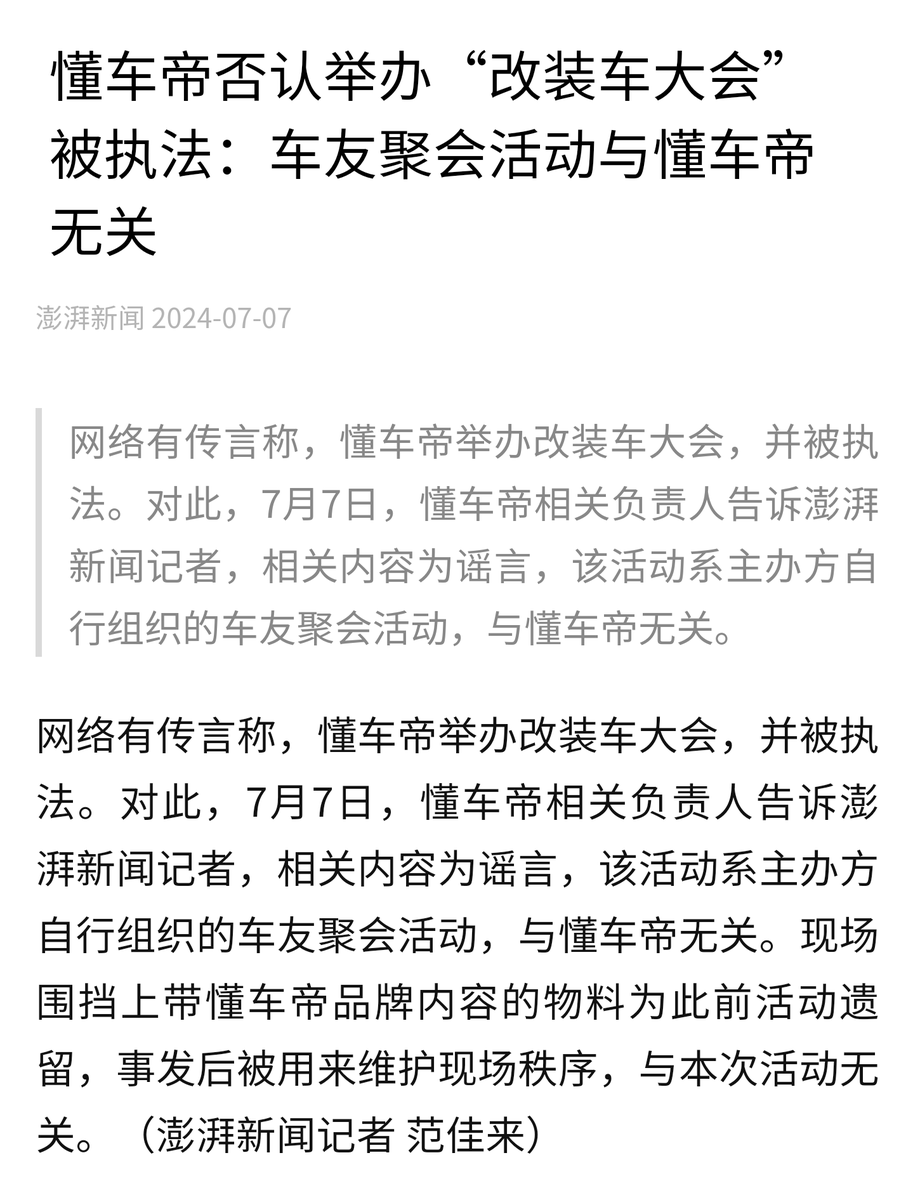 懂车帝否认举办“改装车大会”
被执法：车友聚会活动与懂车帝
无关
澎湃新闻 2024-07-07
网络有传言称，懂车帝举办改装车大会，并被执
法。对此，7月7日，懂车帝相关负责人告诉澎湃
新闻记者，相关内容为谣言，该活动系主办方自
行组织的车友聚会活动，与懂车帝无关。
网络有传言称，懂车帝举办改装车大会，并被执
法。对此，7月7日，懂车帝相关负责人告诉澎
湃新闻记者，相关内容为谣言，该活动系主办方
自行组织的车友聚会活动，与懂车帝无关。现场
围挡上带懂车帝品牌内容的物料为此前活动遗
留，事发后被用来维护现场秩序，与本次活动无
关。（澎湃新闻记者 范佳来）